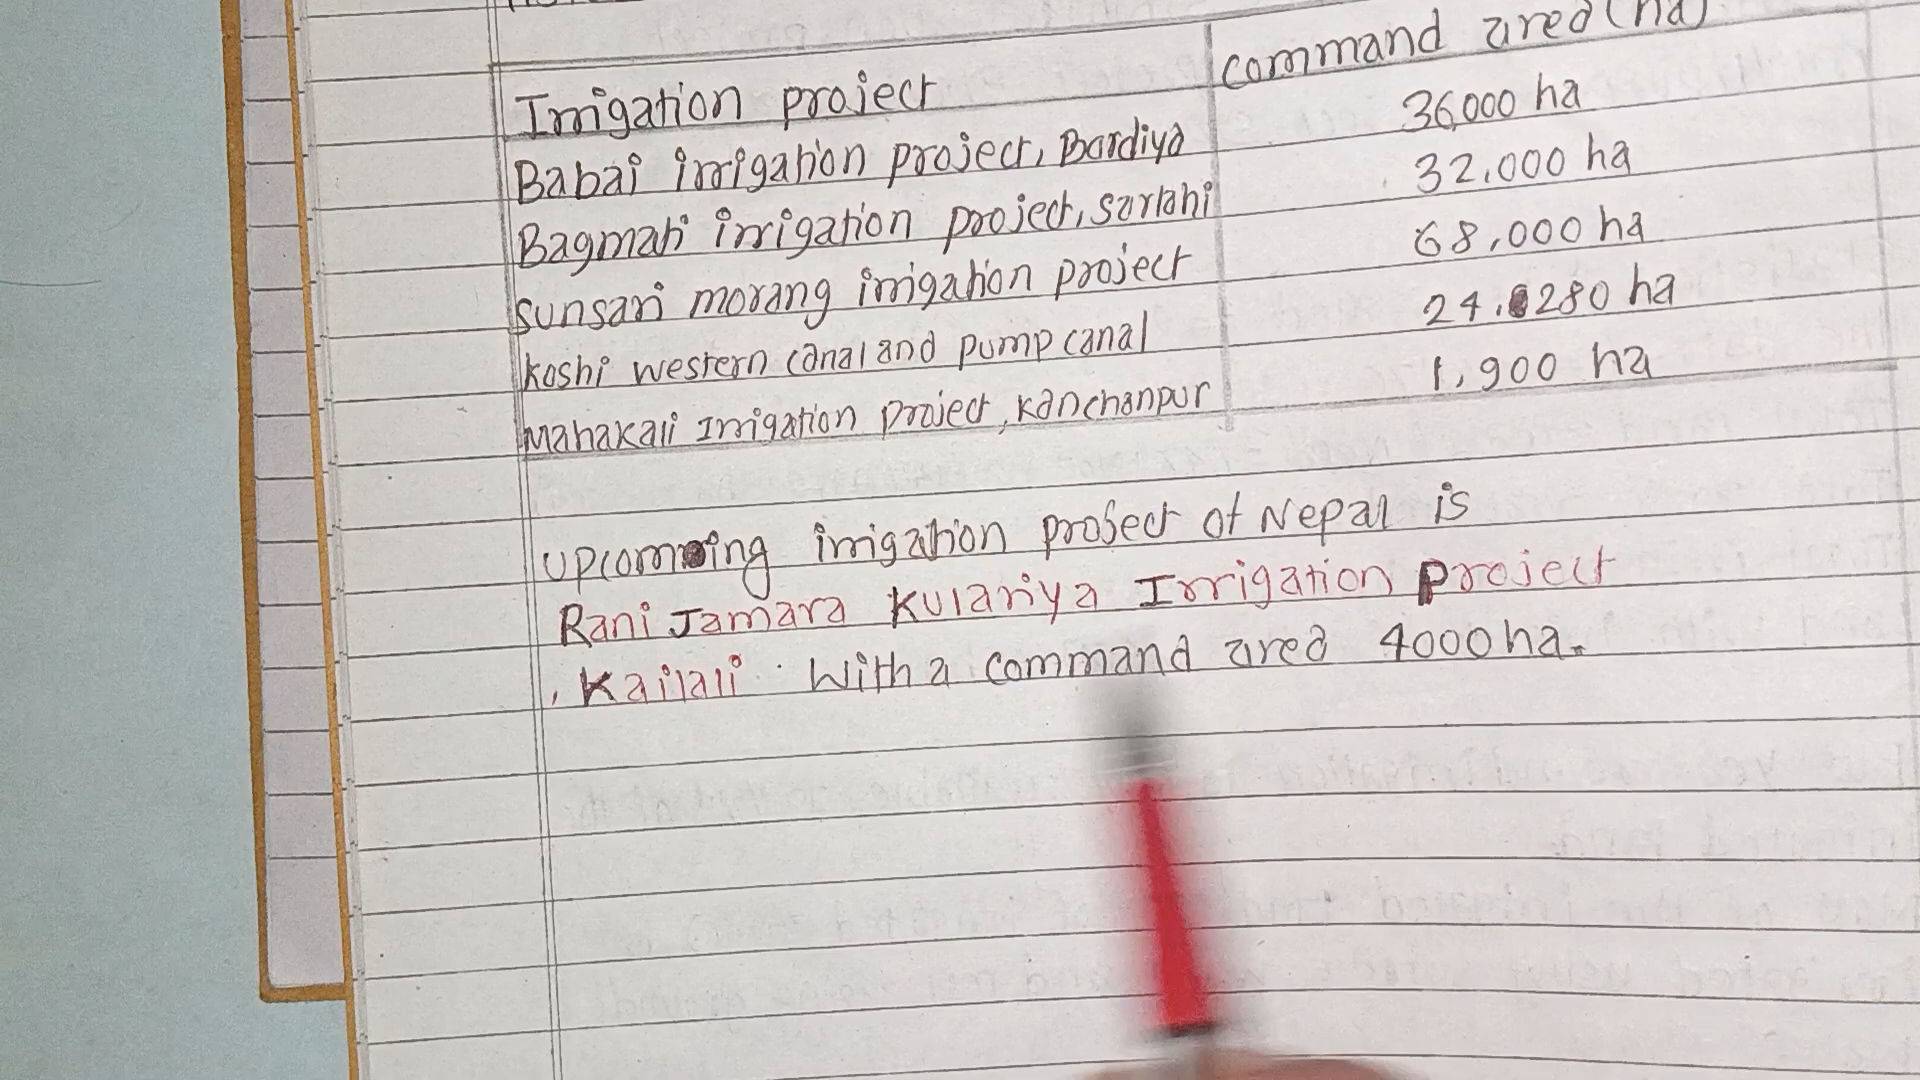 Irrigation project command area (ha)
Babai irrigation project, Bardiya 36,000 ha
Bagmati irrigation project, sarlahi 32,000 ha
sunsari morang irrigation project 68,000 ha
koshi western canal and pump canal 24,280 ha
Mahakali Irrigation project, kanchanpur 1,900 ha
upcoming irrigation project of Nepal is
Rani Jamara Kulariya Irrigation project
, Kailali. With a command area 4000 ha.